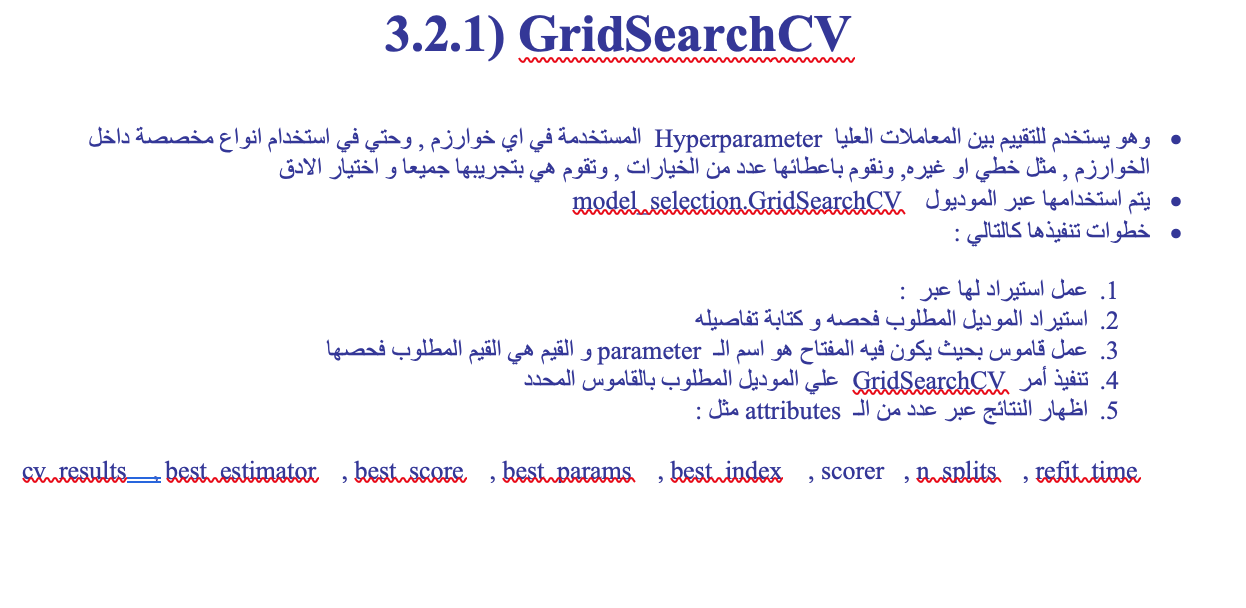 3.2.1) GridSearchCV
• وهو يستخدم للتقييم بين المعاملات العليا Hyperparameter المستخدمة في اي خوارزم , وحتي في استخدام انواع مخصصة داخل
الخوارزم , مثل خطي او غيره, ونقوم باعطائها عدد من الخيارات , وتقوم هي بتجريبها جميعا و اختيار الادق
• يتم استخدامها عبر الموديول model_selection.GridSearchCV
• خطوات تنفيذها كالتالي :
1. عمل استيراد لها عبر :
2. استيراد الموديل المطلوب فحصه و كتابة تفاصيله
3. عمل قاموس بحيث يكون فيه المفتاح هو اسم الـ parameter و القيم هي القيم المطلوب فحصها
4. تنفيذ أمر GridSearchCV علي الموديل المطلوب بالقاموس المحدد
5. اظهار النتائج عبر عدد من الـ attributes مثل :
cv_results_ , best_estimator_ , best_score_ , best_params_ , best_index_ , scorer_ , n_splits_ , refit_time_